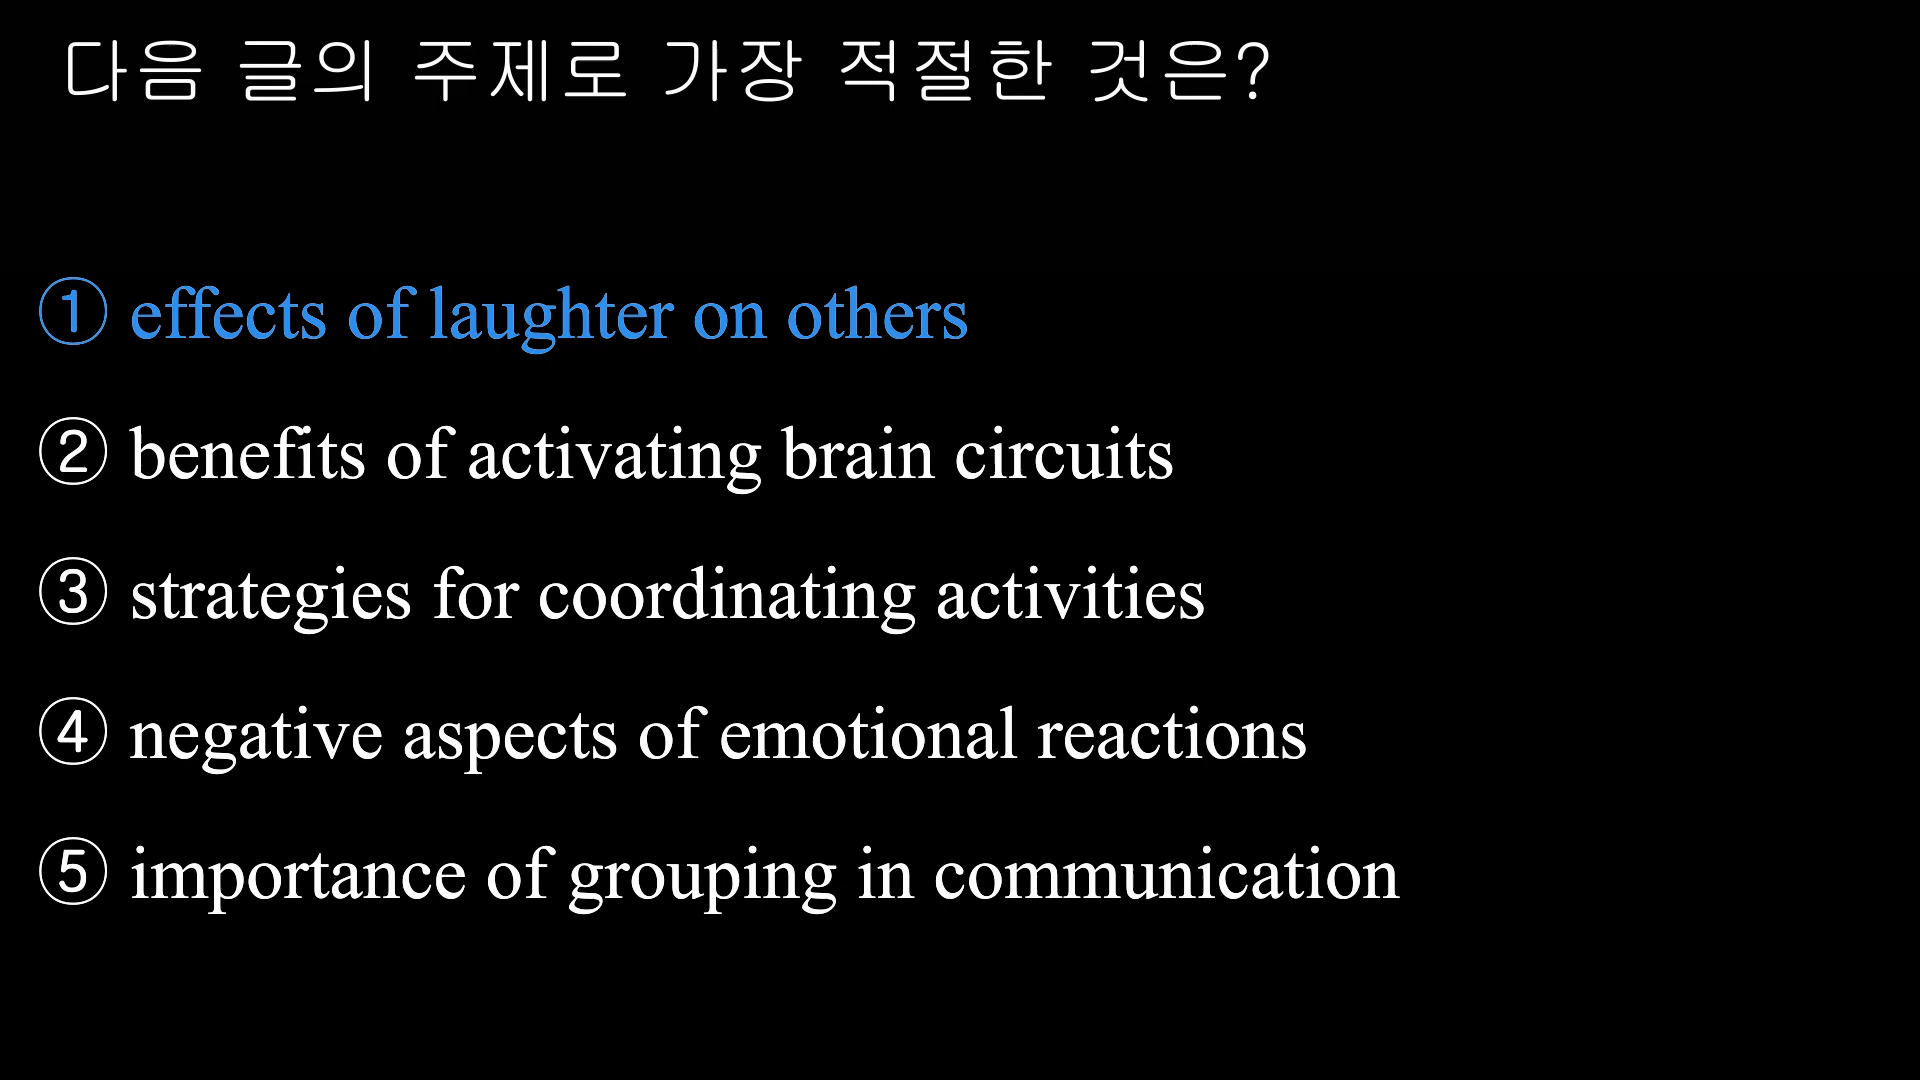 다음 글의 주제로 가장 적절한 것은?
① effects of laughter on others
② benefits of activating brain circuits
③ strategies for coordinating activities
④ negative aspects of emotional reactions
⑤ importance of grouping in communication